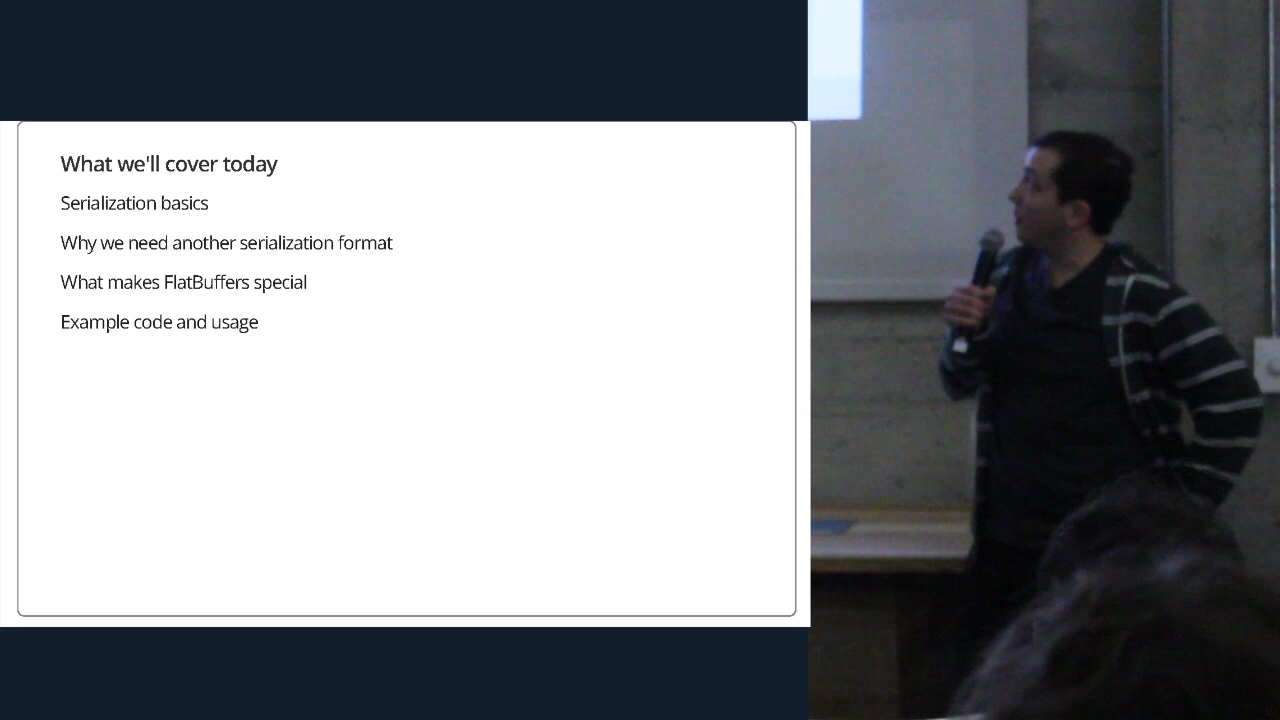 What we'll cover today
Serialization basics
Why we need another serialization format
What makes FlatBuffers special
Example code and usage